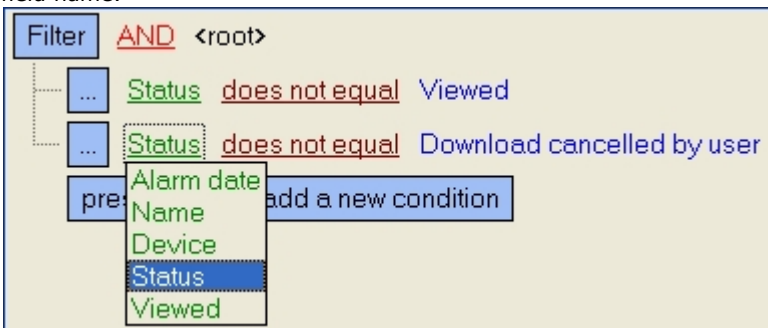 field name.
Filter AND <root>
... Status does not equal Viewed
... Status does not equal Download cancelled by user
pre add a new condition
Alarm date
Name
Device
Status
Viewed